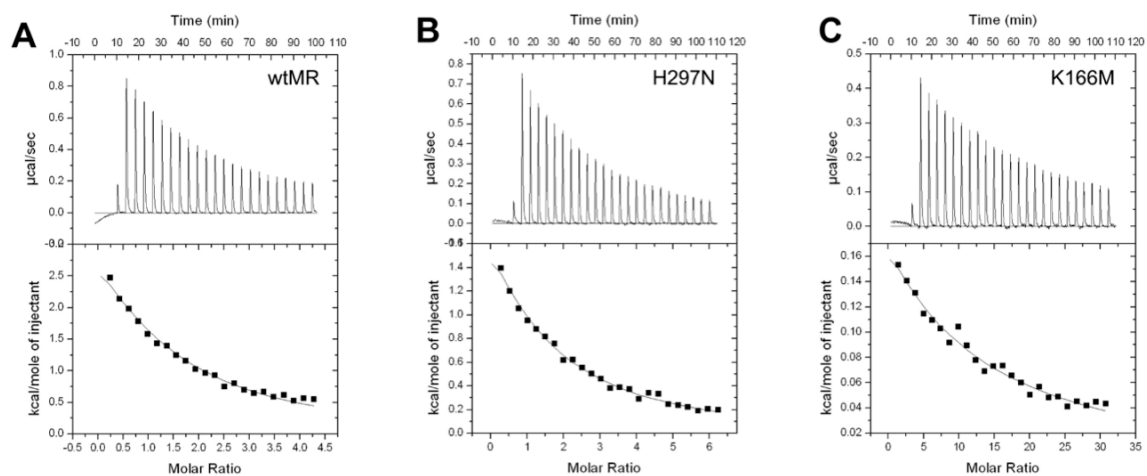 A
Time (min)
-10 0 10 20 30 40 50 60 70 80 90 100 110
wtMR
1.0
0.8
0.6
0.4
0.2
0.0
µcal/sec
2.5
2.0
1.5
1.0
0.5
0.0
kcal/mole of injectant
-0.5 0.0 0.5 1.0 1.5 2.0 2.5 3.0 3.5 4.0 4.5
Molar Ratio
B
Time (min)
-10 0 10 20 30 40 50 60 70 80 90 100 110 120
H297N
0.8
0.7
0.6
0.5
0.4
0.3
0.2
0.1
0.0
µcal/sec
1.4
1.2
1.0
0.8
0.6
0.4
0.2
0.0
kcal/mole of injectant
0 1 2 3 4 5 6
Molar Ratio
C
Time (min)
-10 0 10 20 30 40 50 60 70 80 90 100 110 120
K166M
0.5
0.4
0.3
0.2
0.1
0.0
µcal/sec
0.16
0.14
0.12
0.10
0.08
0.06
0.04
0.02
kcal/mole of injectant
0 5 10 15 20 25 30 35
Molar Ratio